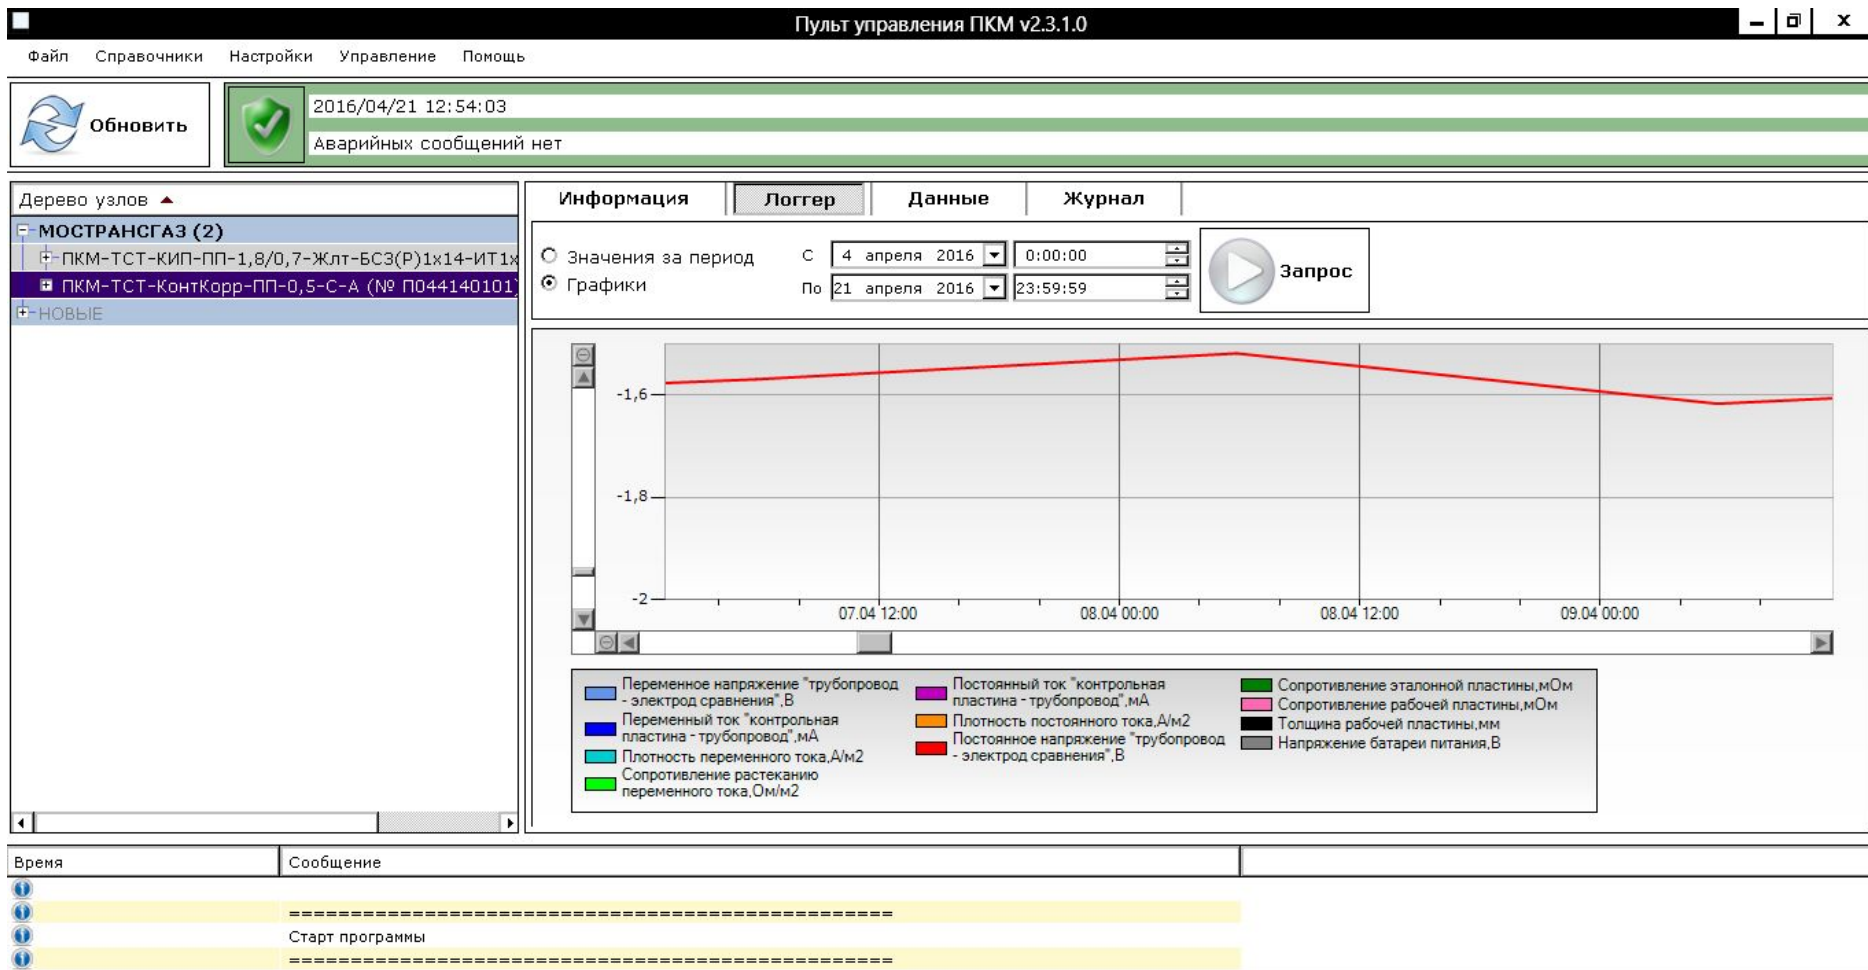 Пульт управления ПКМ v2.3.1.0
Файл Справочники Настройки Управление Помощь
Обновить
2016/04/21 12:54:03
Аварийных сообщений нет
Дерево узлов
МОСТРАНСГАЗ (2)
ПКМ-ТСТ-КИП-ПП-1,8/0,7-Жлт-БСЗ(Р)1х14-ИТ1х
ПКМ-ТСТ-КонтКорр-ПП-0,5-С-А (№ П044140101)
НОВЫЕ
Информация Логгер Данные Журнал
Значения за период
Графики
С 4 апреля 2016 0:00:00
По 21 апреля 2016 23:59:59
Запрос
-1,6
-1,8
-2
07.04 12:00 08.04 00:00 08.04 12:00 09.04 00:00
Переменное напряжение "трубопровод
- электрод сравнения",В
Переменный ток "контрольная
пластина - трубопровод",мА
Плотность переменного тока,А/м2
Сопротивление растеканию
переменного тока,Ом/м2
Постоянный ток "контрольная
пластина - трубопровод",мА
Плотность постоянного тока,А/м2
Постоянное напряжение "трубопровод
- электрод сравнения",В
Сопротивление эталонной пластины,мОм
Сопротивление рабочей пластины,мОм
Толщина рабочей пластины,мм
Напряжение батареи питания,В
Время Сообщение
==================================================
Старт программы
==================================================